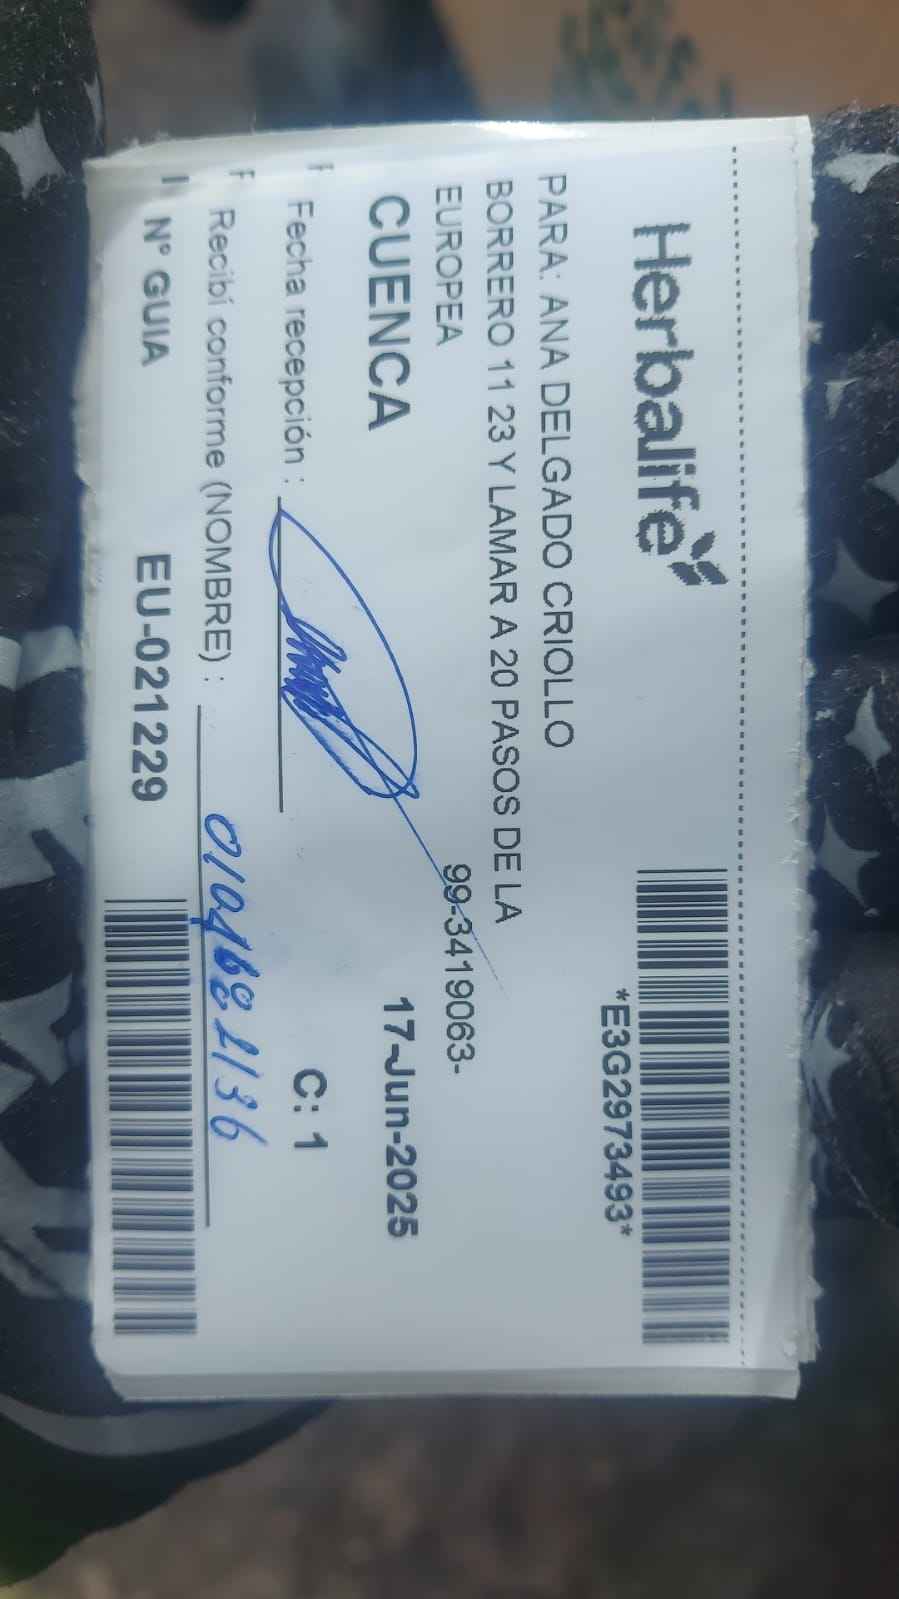 Herbalife
*E3G2973493*
PARA: ANA DELGADO CRIOLLO
BORRERO 11 23 Y LAMAR A 20 PASOS DE LA
EUROPEA
99-3419063-
CUENCA
17-Jun-2025
F Fecha recepción :
C: 1
F Recibí conforme (NOMBRE) :
Nº GUIA
EU-021229